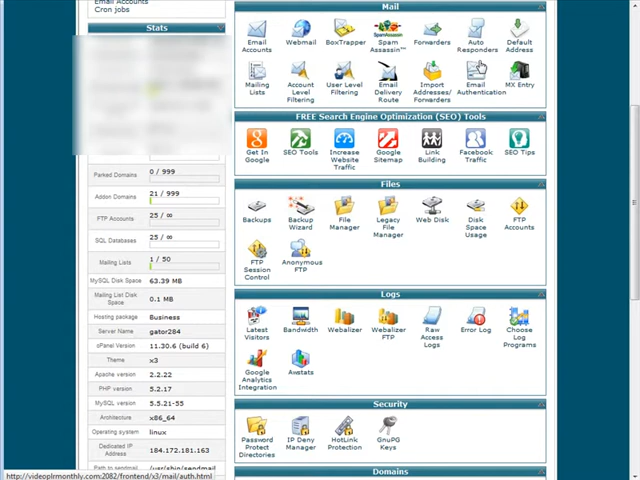 Email Accounts
Cron jobs
Stats
Parked Domains 0 / 999
Addon Domains 21 / 999
FTP Accounts 25 / ∞
SQL Databases 25 / ∞
Mailing Lists 1 / 50
MySQL Disk Space 63.39 MB
Mailing List Disk
Space 0.1 MB
Hosting package Business
Server Name gator284
cPanel Version 11.30.6 (build 6)
Theme x3
Apache version 2.2.22
PHP version 5.2.17
MySQL version 5.5.21-55
Architecture x86_64
Operating system linux
Dedicated IP
Address 184.172.181.163
Path to sendmail /usr/sbin/sendmail
Mail
Email
Accounts
Webmail
BoxTrapper
Spam
Assassin™
Forwarders
Auto
Responders
Default
Address
Mailing
Lists
Account
Level
Filtering
User Level
Filtering
Email
Delivery
Route
Import
Addresses/
Forwarders
Email
Authentication
MX Entry
FREE Search Engine Optimization (SEO) Tools
Get In
Google
SEO Tools
Increase
Website
Traffic
Google
Sitemap
Link
Building
Facebook
Traffic
SEO Tips
Files
Backups
Backup
Wizard
File
Manager
Legacy
File
Manager
Web Disk
Disk
Space
Usage
FTP
Accounts
FTP
Session
Control
Anonymous
FTP
Logs
Latest
Visitors
Bandwidth
Webalizer
Webalizer
FTP
Raw
Access
Logs
Error Log
Choose
Log
Programs
Google
Analytics
Integration
Awstats
Security
Password
Protect
Directories
IP Deny
Manager
HotLink
Protection
GnuPG
Keys
Domains
http://videoplrmonthly.com:2082/frontend/x3/mail/auth.html